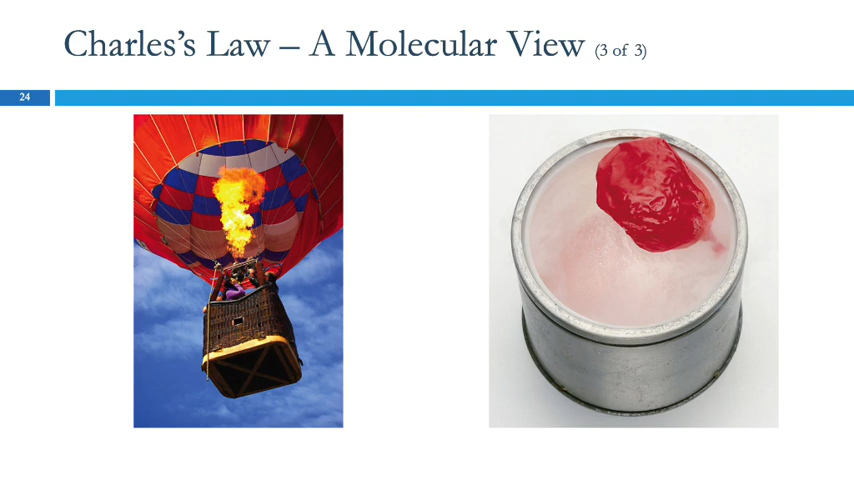 Charles’s Law – A Molecular View (3 of 3)
24